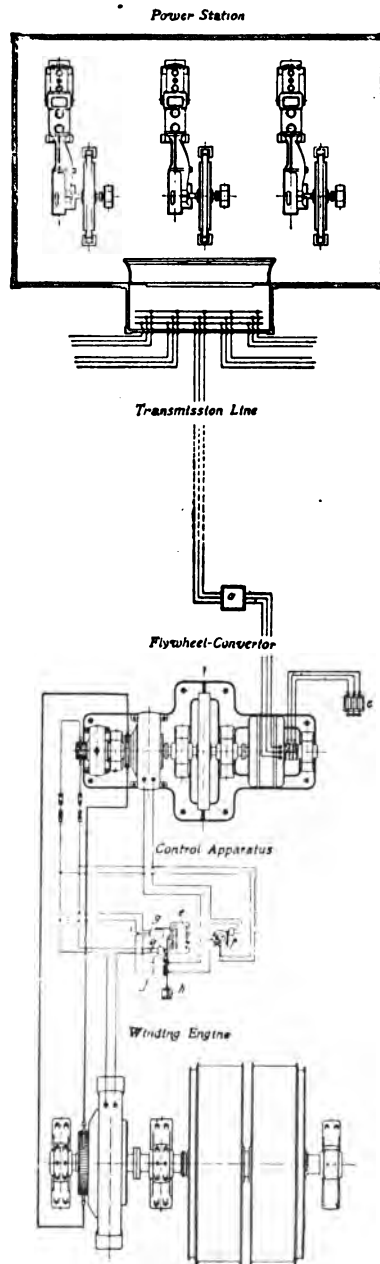 Power Station
Transmission Line
a
Flywheel-Convertor
c
Control Apparatus
g
e
j
h
Winding Engine